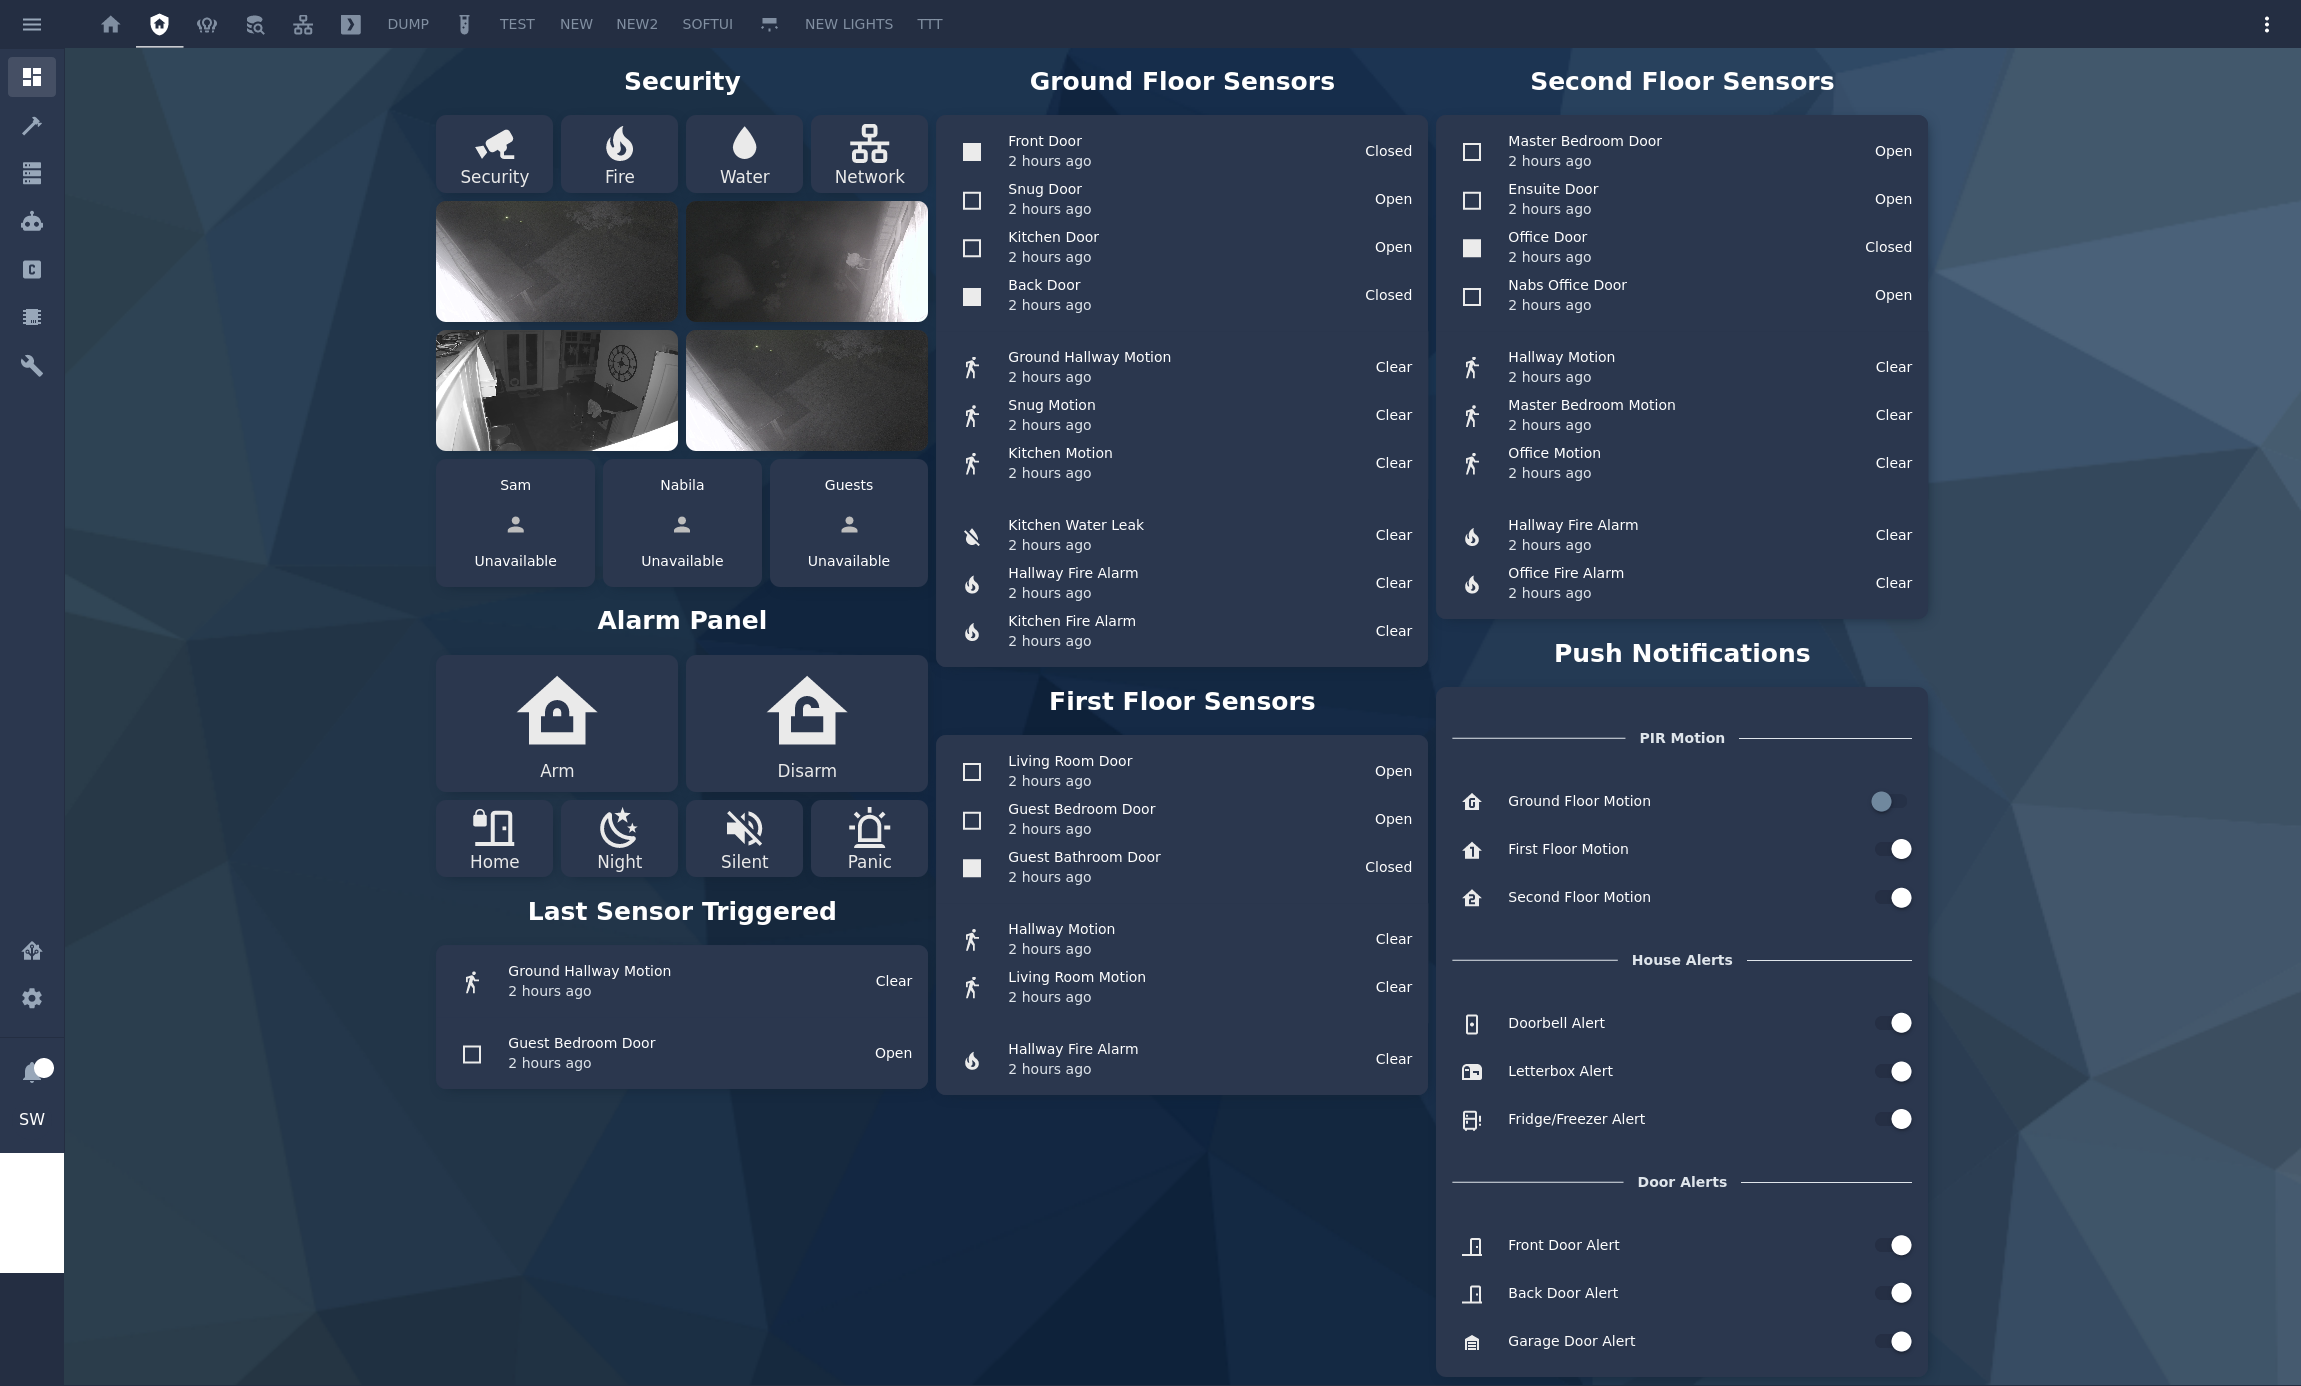 DUMP
TEST
NEW
NEW2
SOFTUI
NEW LIGHTS
TTT
Security
Security
Fire
Water
Network
Sam
Unavailable
Nabila
Unavailable
Guests
Unavailable
Alarm Panel
Arm
Disarm
Home
Night
Silent
Panic
Last Sensor Triggered
Ground Hallway Motion
2 hours ago
Clear
Guest Bedroom Door
2 hours ago
Open
Ground Floor Sensors
Front Door
2 hours ago
Closed
Snug Door
2 hours ago
Open
Kitchen Door
2 hours ago
Open
Back Door
2 hours ago
Closed
Ground Hallway Motion
2 hours ago
Clear
Snug Motion
2 hours ago
Clear
Kitchen Motion
2 hours ago
Clear
Kitchen Water Leak
2 hours ago
Clear
Hallway Fire Alarm
2 hours ago
Clear
Kitchen Fire Alarm
2 hours ago
Clear
First Floor Sensors
Living Room Door
2 hours ago
Open
Guest Bedroom Door
2 hours ago
Open
Guest Bathroom Door
2 hours ago
Closed
Hallway Motion
2 hours ago
Clear
Living Room Motion
2 hours ago
Clear
Hallway Fire Alarm
2 hours ago
Clear
Second Floor Sensors
Master Bedroom Door
2 hours ago
Open
Ensuite Door
2 hours ago
Open
Office Door
2 hours ago
Closed
Nabs Office Door
2 hours ago
Open
Hallway Motion
2 hours ago
Clear
Master Bedroom Motion
2 hours ago
Clear
Office Motion
2 hours ago
Clear
Hallway Fire Alarm
2 hours ago
Clear
Office Fire Alarm
2 hours ago
Clear
Push Notifications
PIR Motion
Ground Floor Motion
First Floor Motion
Second Floor Motion
House Alerts
Doorbell Alert
Letterbox Alert
Fridge/Freezer Alert
Door Alerts
Front Door Alert
Back Door Alert
Garage Door Alert
SW